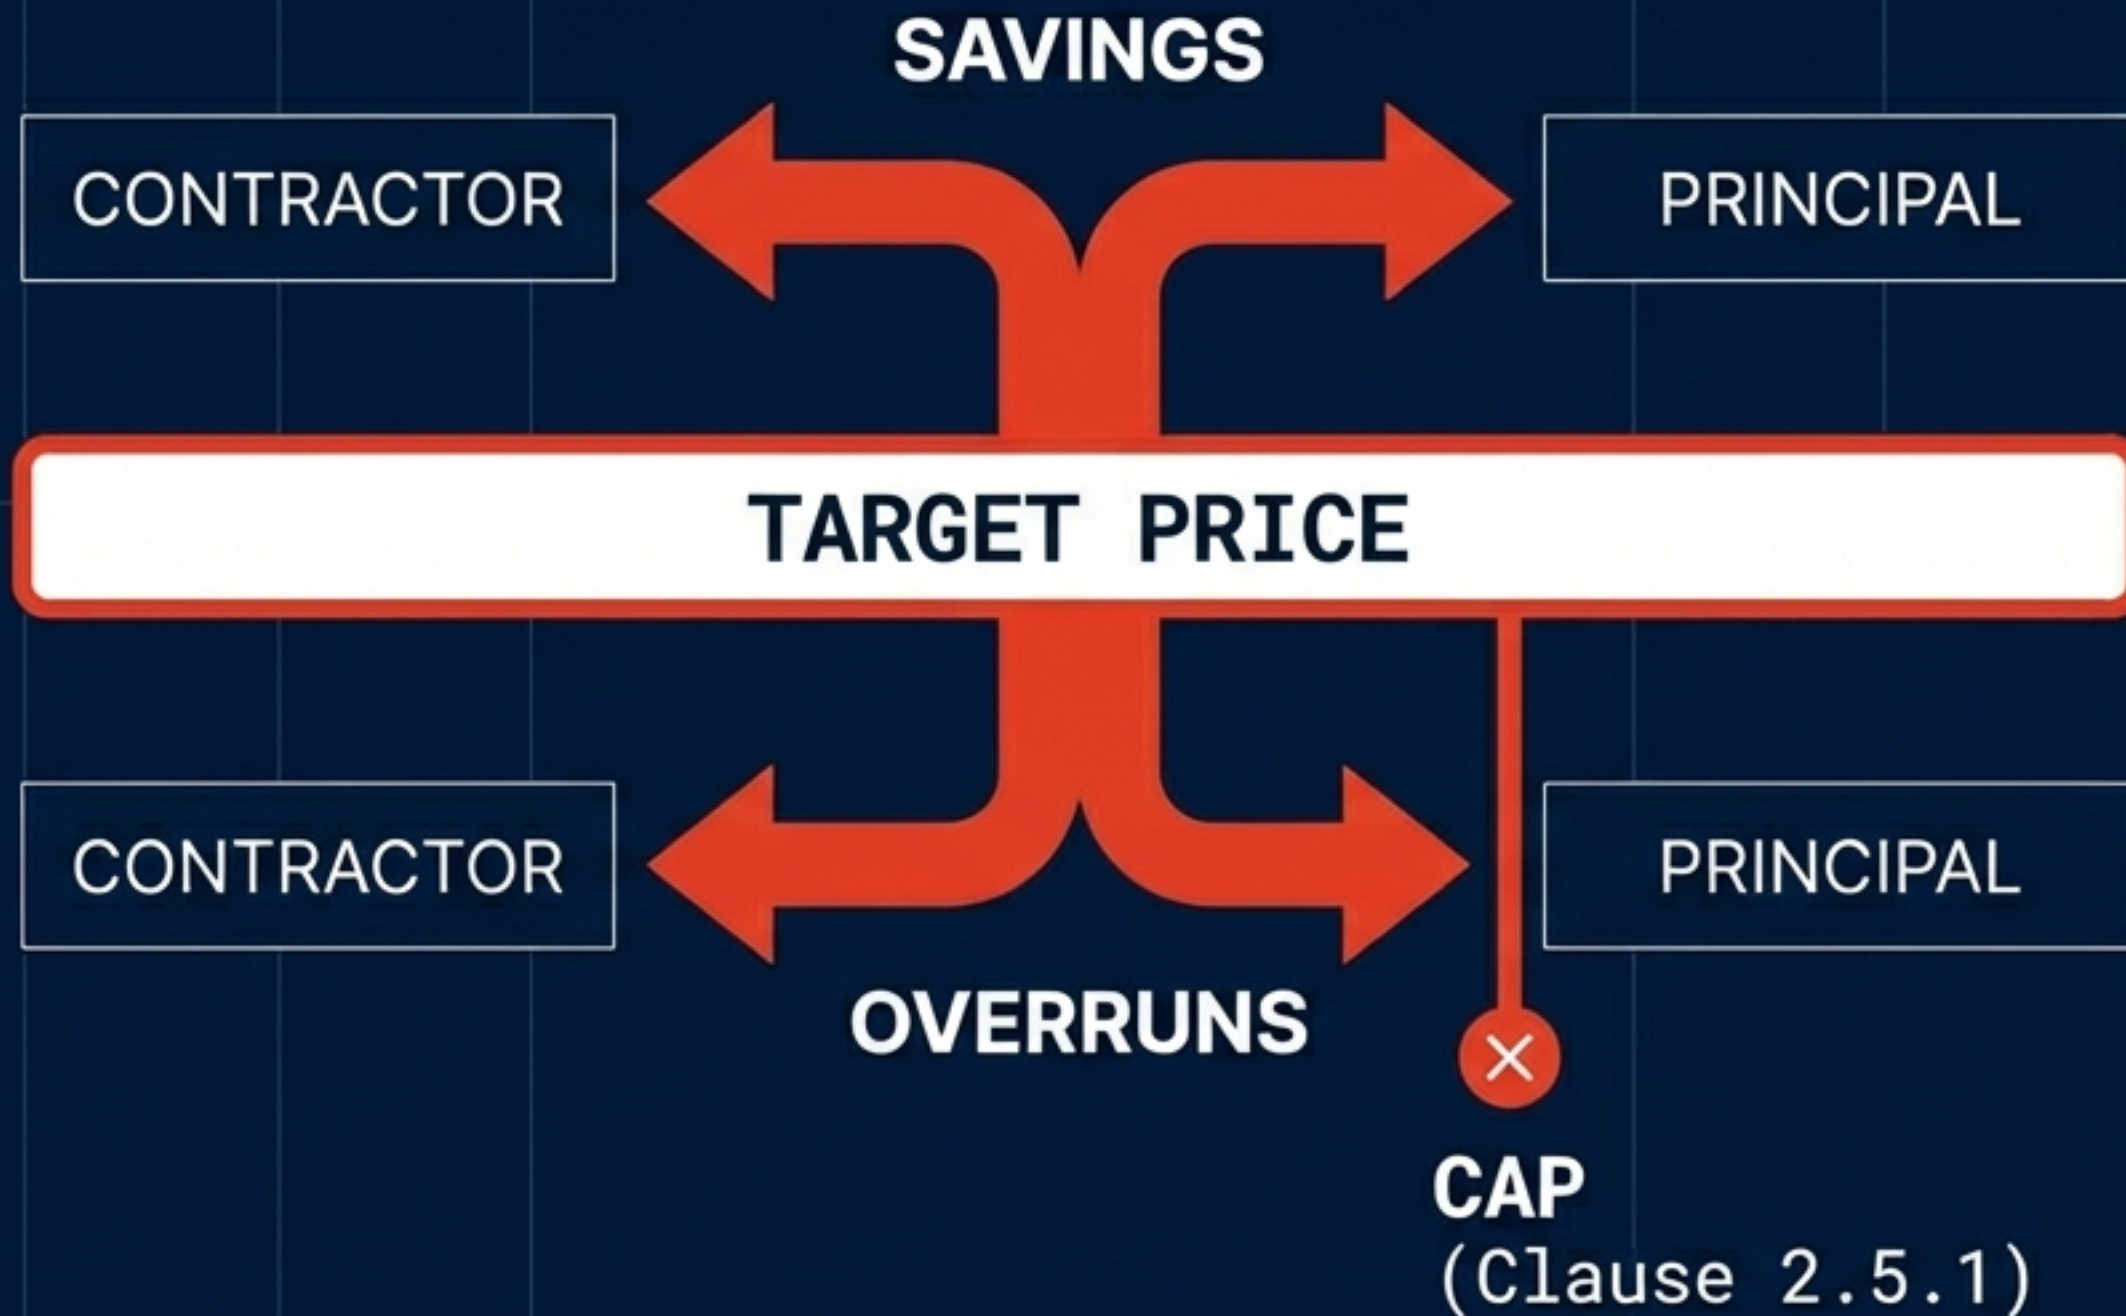 SAVINGS
CONTRACTOR
PRINCIPAL
TARGET PRICE
CONTRACTOR
PRINCIPAL
OVERRUNS
CAP
(Clause 2.5.1)